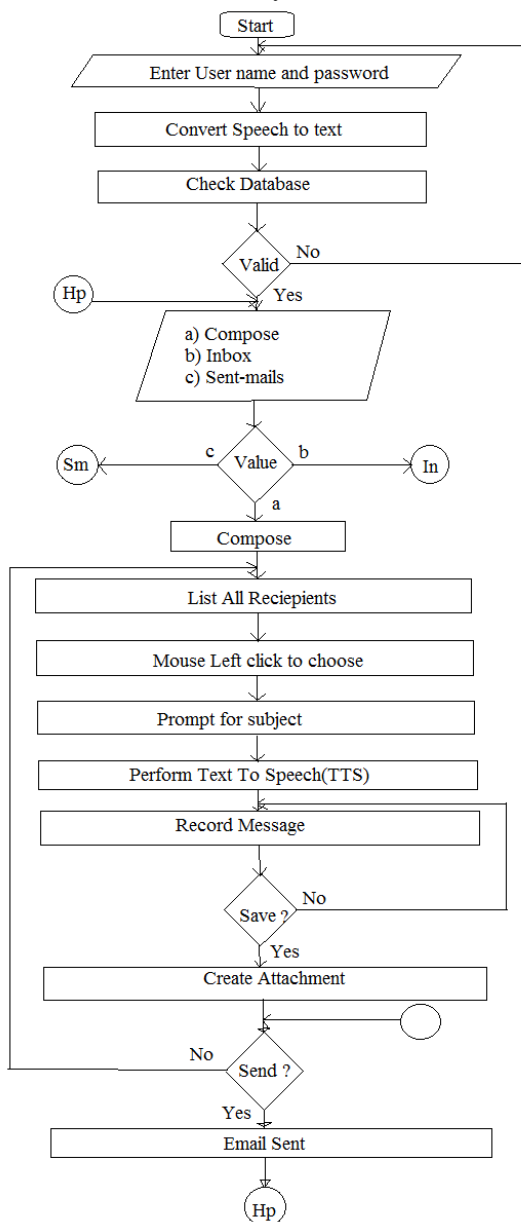 Start
Enter User name and password
Convert Speech to text
Check Database
Valid
No
Hp
Yes
a) Compose
b) Inbox
c) Sent-mails
Sm
c
Value
b
In
a
Compose
List All Reciepients
Mouse Left click to choose
Prompt for subject
Perform Text To Speech(TTS)
Record Message
No
Save ?
Yes
Create Attachment
No
Send ?
Yes
Email Sent
Hp